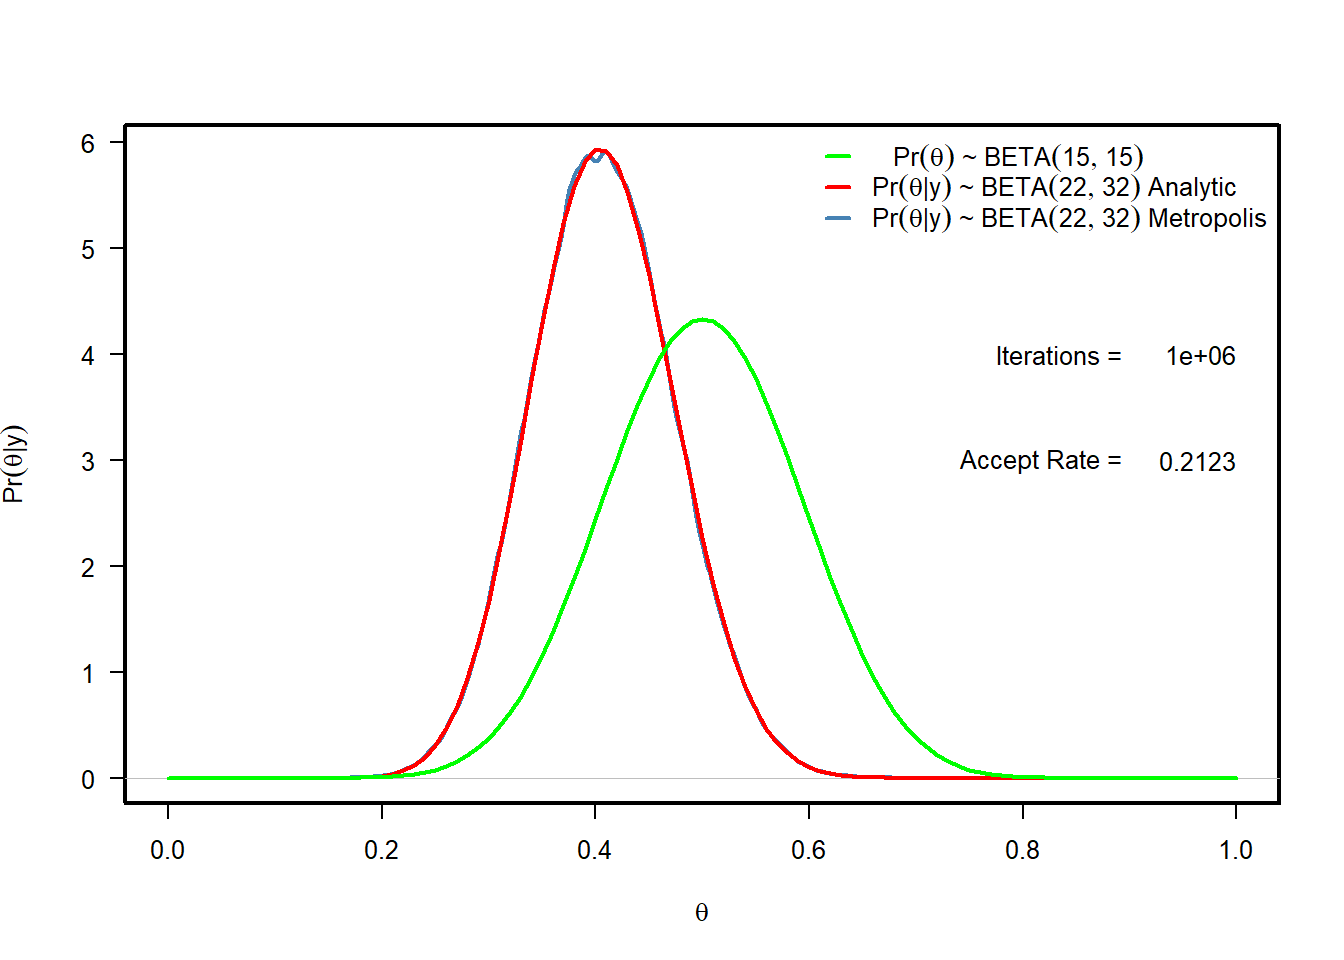 Pr(θ) ~ BETA(15, 15)
Pr(θ|y) ~ BETA(22, 32) Analytic
Pr(θ|y) ~ BETA(22, 32) Metropolis
Iterations = 1e+06
Accept Rate = 0.2123
Pr(θ|y)
6
5
4
3
2
1
0
0.0 0.2 0.4 0.6 0.8 1.0
θ